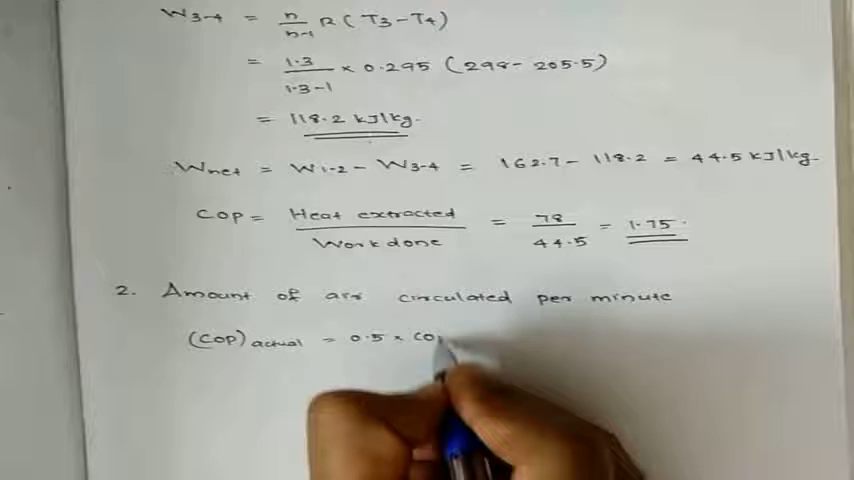 W3-4 = n/n-1 R (T3 - T4)
= 1.3/1.3-1 × 0.295 (298 - 205.5)
= 118.2 kJ/kg.
Wnet = W1-2 - W3-4 = 162.7 - 118.2 = 44.5 kJ/kg.
COP = Heat extracted/Work done = 78/44.5 = 1.75.
2. Amount of air circulated per minute
(COP) actual = 0.5 × CO